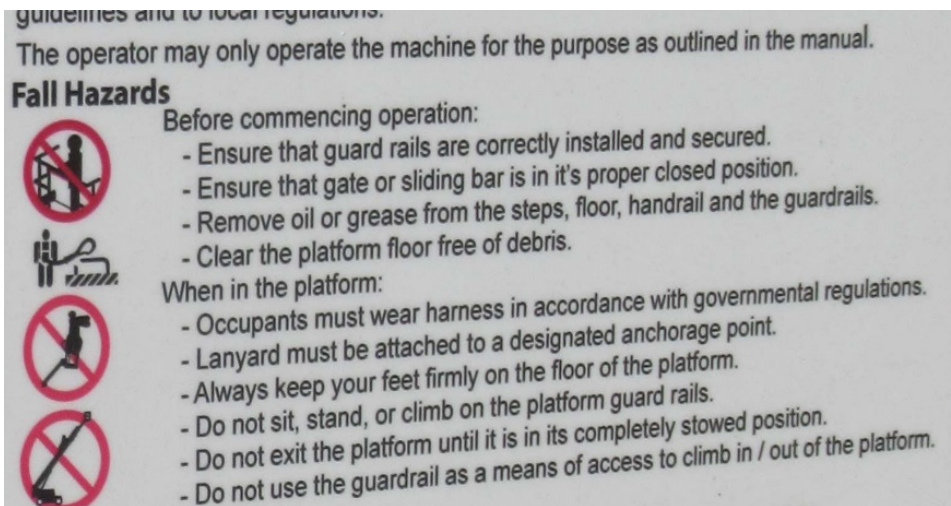 guidelines and to local regulations.
The operator may only operate the machine for the purpose as outlined in the manual.
Fall Hazards
Before commencing operation:
- Ensure that guard rails are correctly installed and secured.
- Ensure that gate or sliding bar is in it's proper closed position.
- Remove oil or grease from the steps, floor, handrail and the guardrails.
- Clear the platform floor free of debris.
When in the platform:
- Occupants must wear harness in accordance with governmental regulations.
- Lanyard must be attached to a designated anchorage point.
- Always keep your feet firmly on the floor of the platform.
- Do not sit, stand, or climb on the platform guard rails.
- Do not exit the platform until it is in its completely stowed position.
- Do not use the guardrail as a means of access to climb in / out of the platform.